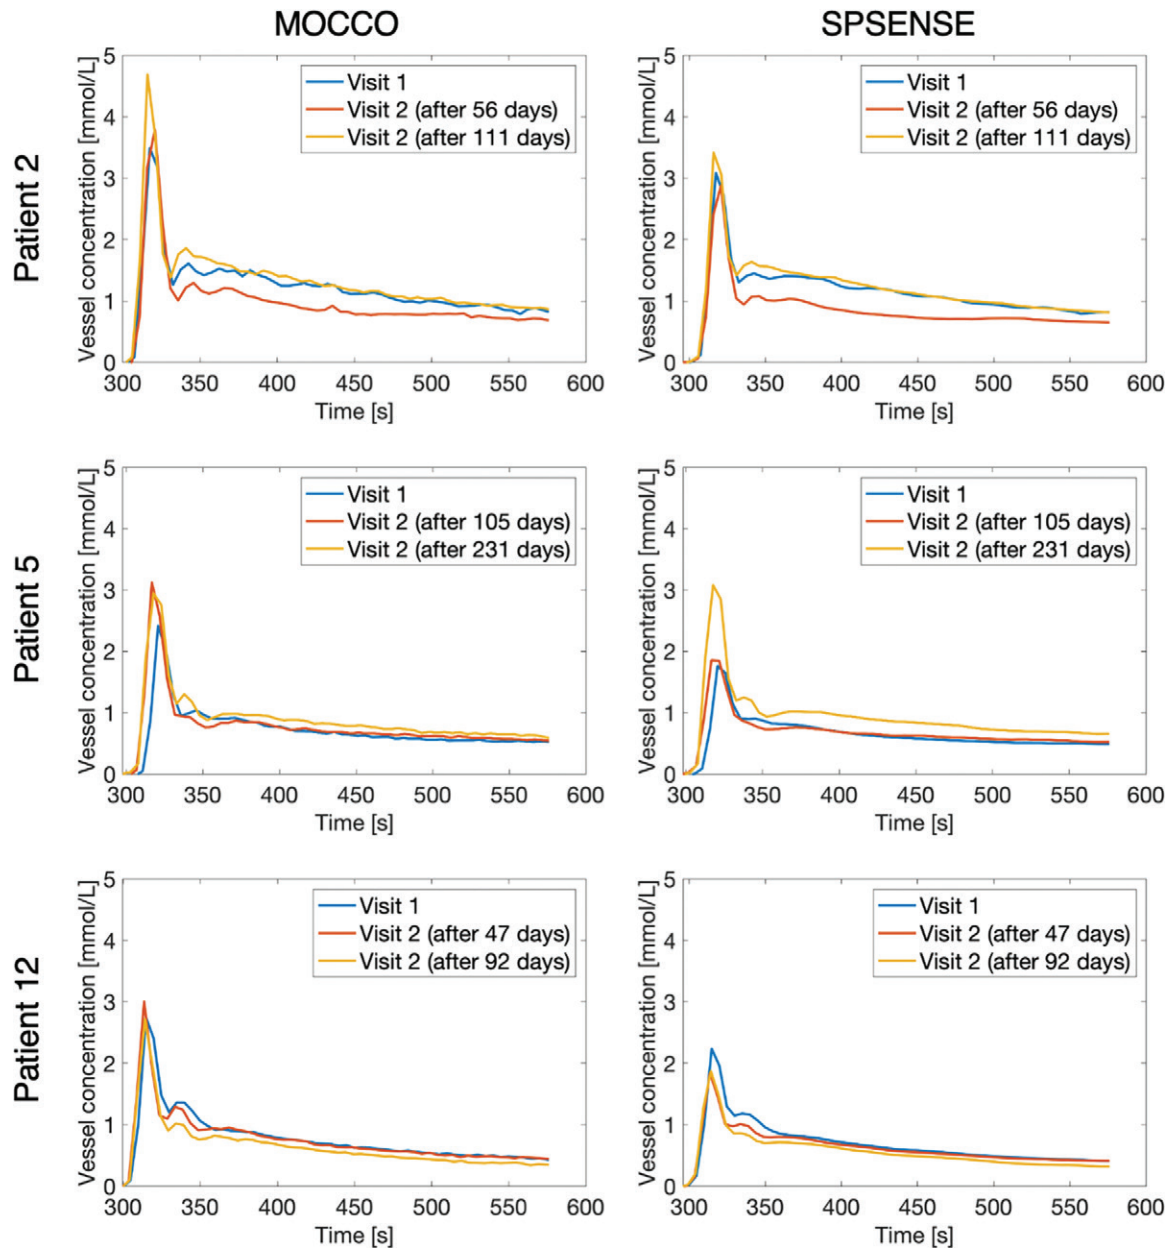 MOCCO
SPSENSE
Patient 2
Vessel concentration [mmol/L]
5
4
3
2
1
0
Visit 1
Visit 2 (after 56 days)
Visit 2 (after 111 days)
300 350 400 450 500 550 600
Time [s]
Vessel concentration [mmol/L]
5
4
3
2
1
0
Visit 1
Visit 2 (after 56 days)
Visit 2 (after 111 days)
300 350 400 450 500 550 600
Time [s]
Patient 5
Vessel concentration [mmol/L]
5
4
3
2
1
0
Visit 1
Visit 2 (after 105 days)
Visit 2 (after 231 days)
300 350 400 450 500 550 600
Time [s]
Vessel concentration [mmol/L]
5
4
3
2
1
0
Visit 1
Visit 2 (after 105 days)
Visit 2 (after 231 days)
300 350 400 450 500 550 600
Time [s]
Patient 12
Vessel concentration [mmol/L]
5
4
3
2
1
0
Visit 1
Visit 2 (after 47 days)
Visit 2 (after 92 days)
300 350 400 450 500 550 600
Time [s]
Vessel concentration [mmol/L]
5
4
3
2
1
0
Visit 1
Visit 2 (after 47 days)
Visit 2 (after 92 days)
300 350 400 450 500 550 600
Time [s]